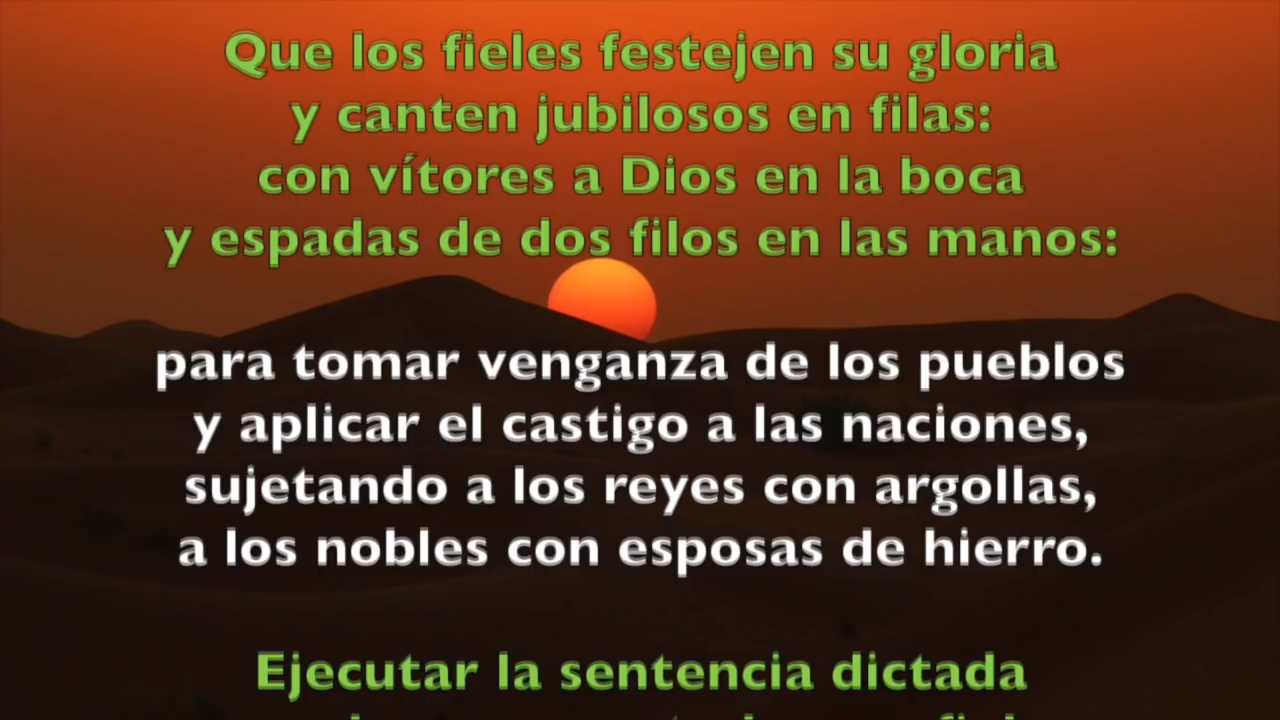 Que los fieles festejen su gloria
y canten jubilosos en filas:
con vítores a Dios en la boca
y espadas de dos filos en las manos:
para tomar venganza de los pueblos
y aplicar el castigo a las naciones,
sujetando a los reyes con argollas,
a los nobles con esposas de hierro.
Ejecutar la sentencia dictada